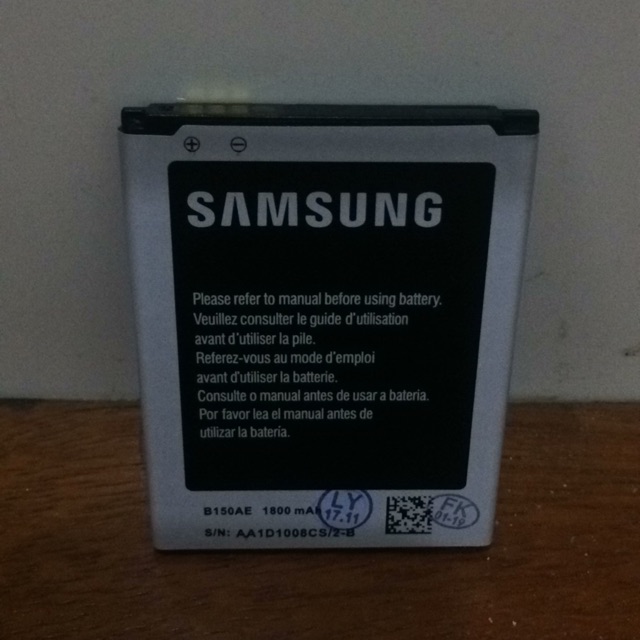 SAMSUNG
Please refer to manual before using battery.
Veuillez consulter le guide d'utilisation
avant d'utiliser la pile.
Referez-vous au mode d'emploi
avant d'utiliser la batterie.
Consulte o manual antes de usar a bateria.
Por favor lea el manual antes de
utilizar la batería.
B150AE 1800 mAh
LY
17.11
FK
01-10
S/N: AA1D1008CS/2-B